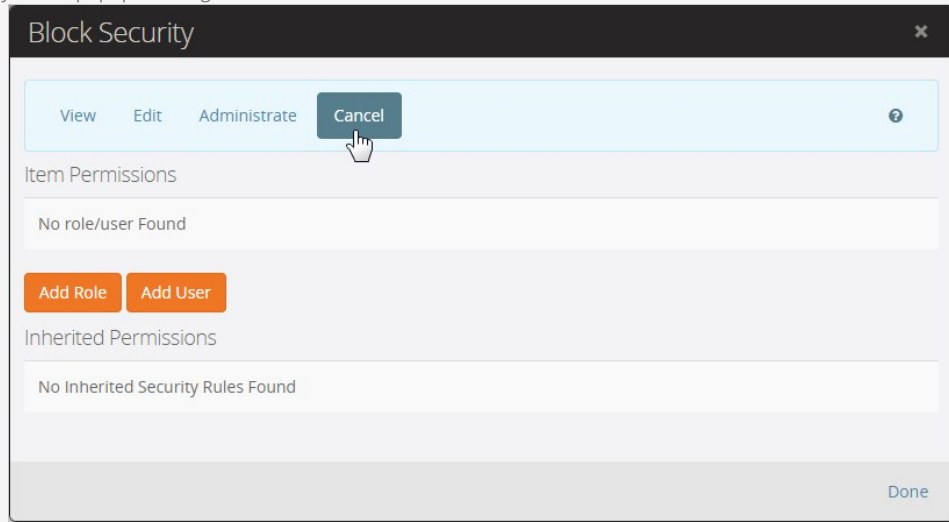 Block Security
View Edit Administrate Cancel
Item Permissions
No role/user Found
Add Role Add User
Inherited Permissions
No Inherited Security Rules Found
Done